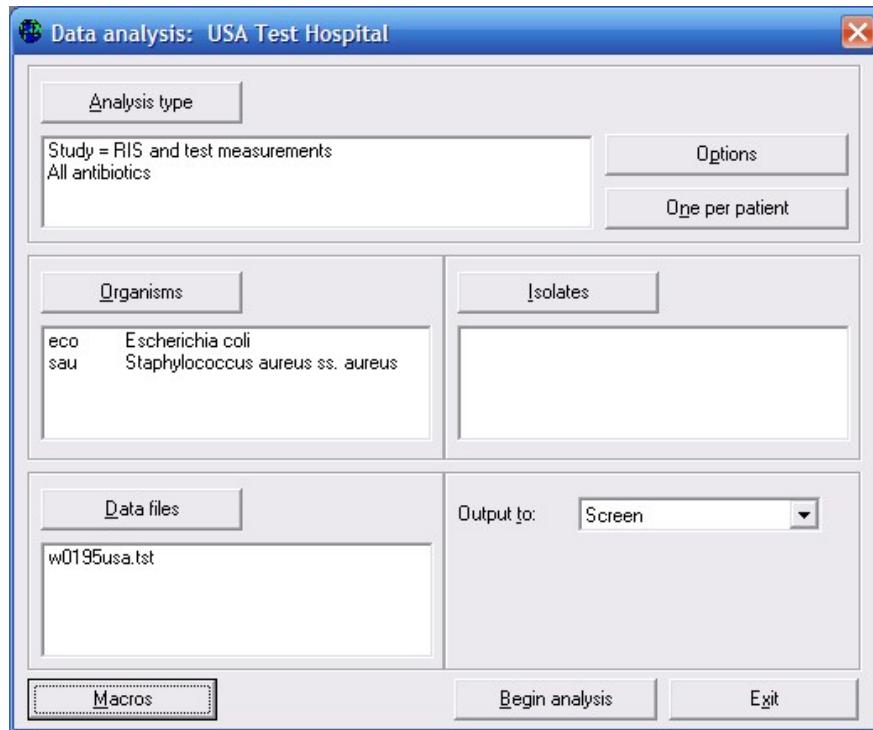 Data analysis: USA Test Hospital
Analysis type
Study = RIS and test measurements
All antibiotics
Options
One per patient
Organisms
eco Escherichia coli
sau Staphylococcus aureus ss. aureus
Isolates
Data files
w0195usa.tst
Output to: Screen
Macros
Begin analysis
Exit